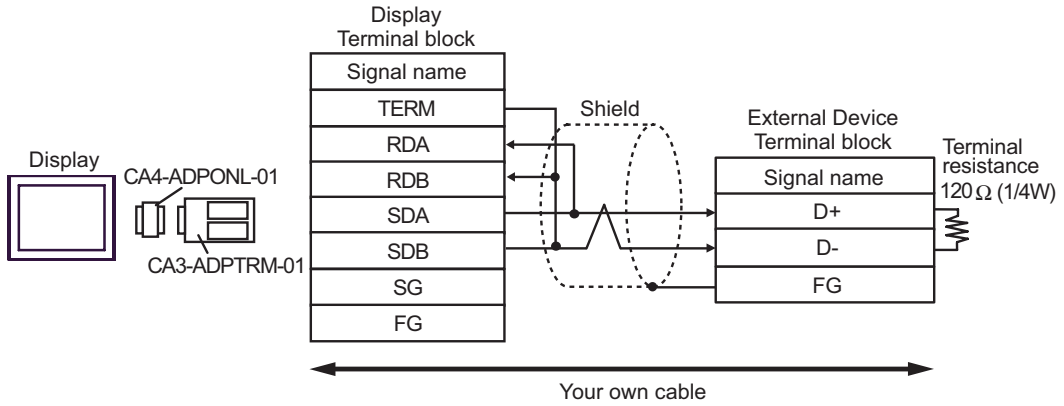 Display
Terminal block
Signal name
TERM
RDA
RDB
SDA
SDB
SG
FG
Shield
External Device
Terminal block
Signal name
D+
D-
FG
Terminal
resistance
120 Ω (1/4W)
Display
CA4-ADPONL-01
CA3-ADPTRM-01
Your own cable